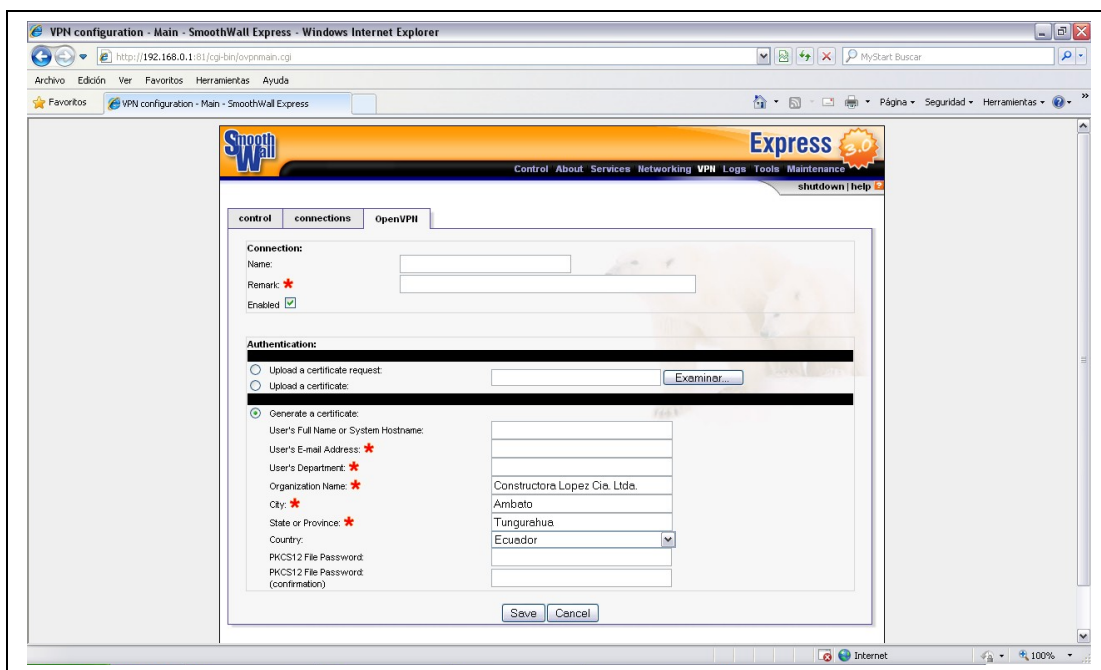 VPN configuration - Main - SmoothWall Express - Windows Internet Explorer
http://192.168.0.1:81/cgi-bin/ovpnmain.cgi
MyStart Buscar
Archivo Edición Ver Favoritos Herramientas Ayuda
Favoritos VPN configuration - Main - SmoothWall Express Página Seguridad Herramientas »
Smooth
Wall
Express 3.0
Control About Services Networking VPN Logs Tools Maintenance
shutdown | help
control connections OpenVPN
Connection:
Name:
Remark:
Enabled
Authentication:
Upload a certificate request:
Upload a certificate:
Examinar...
Generate a certificate:
User's Full Name or System Hostname:
User's E-mail Address:
User's Department:
Organization Name: Constructora Lopez Cia. Ltda.
City: Ambato
State or Province: Tungurahua
Country: Ecuador
PKCS12 File Password:
PKCS12 File Password:
(confirmation)
Save Cancel
Internet 100%